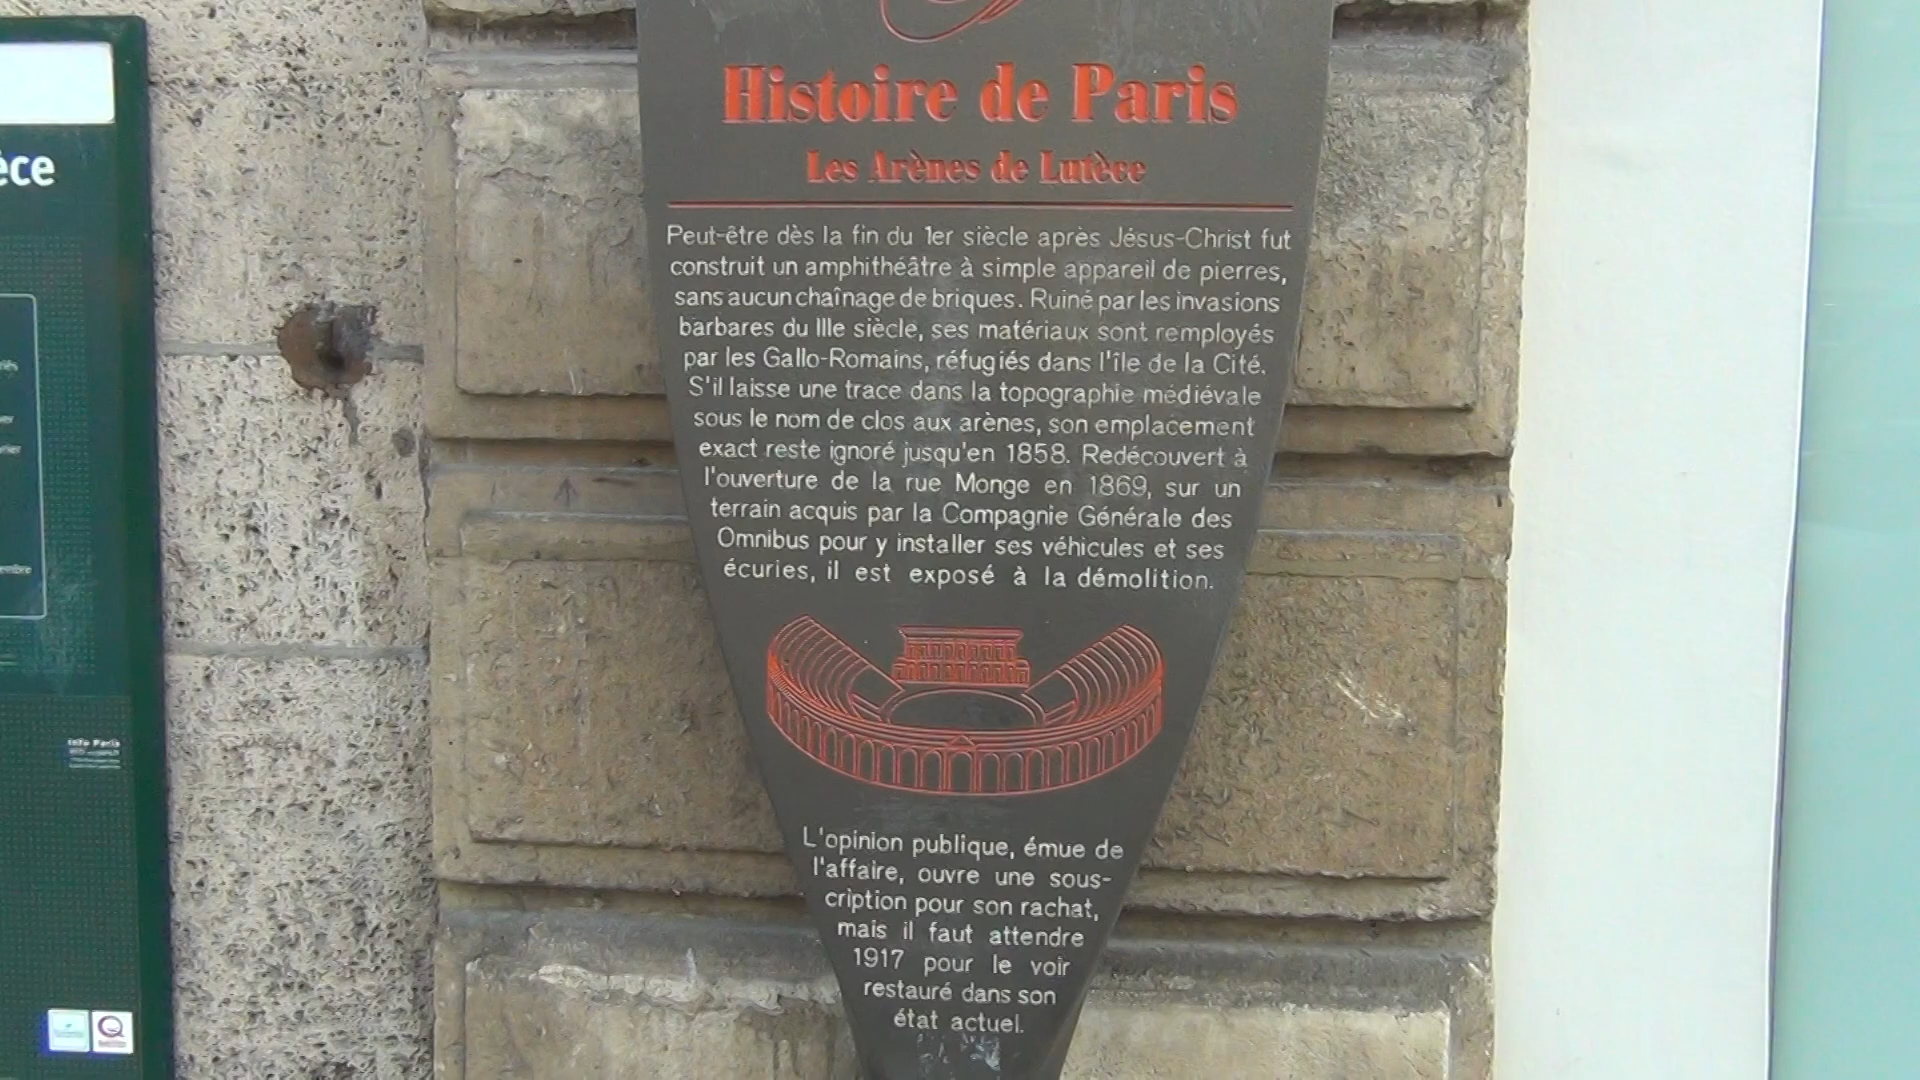 Histoire de Paris
Les Arènes de Lutèce
Peut-être dès la fin du 1er siècle après Jésus-Christ fut
construit un amphithéâtre à simple appareil de pierres,
sans aucun chaînage de briques. Ruiné par les invasions
barbares du IIIe siècle, ses matériaux sont remployés
par les Gallo-Romains, réfugiés dans l'île de la Cité.
S'il laisse une trace dans la topographie médiévale
sous le nom de clos aux arènes, son emplacement
exact reste ignoré jusqu'en 1858. Redécouvert à
l'ouverture de la rue Monge en 1869, sur un
terrain acquis par la Compagnie Générale des
Omnibus pour y installer ses véhicules et ses
écuries, il est exposé à la démolition.
L'opinion publique, émue de
l'affaire, ouvre une sous-
cription pour son rachat,
mais il faut attendre
1917 pour le voir
restauré dans son
état actuel.
èce
Info Paris